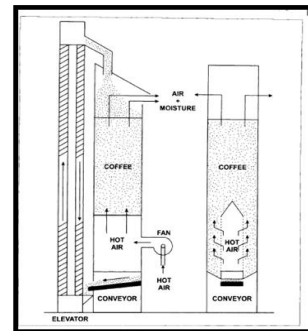 AIR
+
MOISTURE
COFFEE
COFFEE
FAN
HOT
AIR
HOT
AIR
HOT
AIR
CONVEYOR
CONVEYOR
ELEVATOR